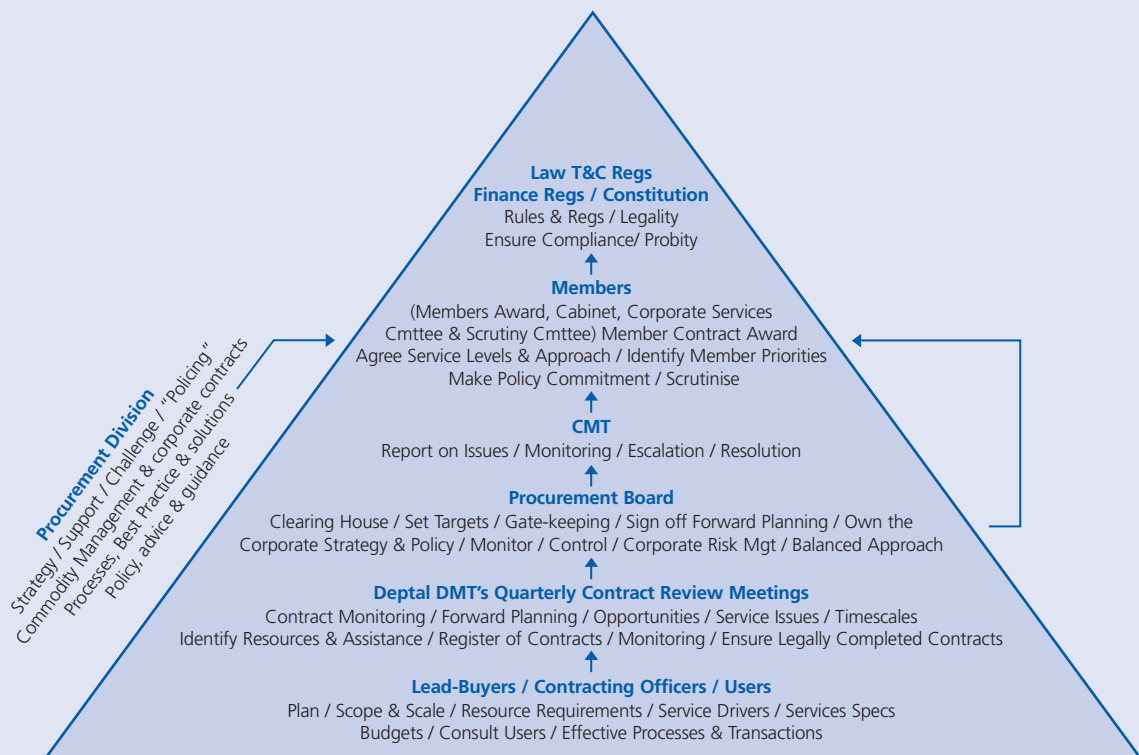 Law T&C Regs
Finance Regs / Constitution
Rules & Regs / Legality
Ensure Compliance/ Probity
Members
(Members Award, Cabinet, Corporate Services
Cmttee & Scrutiny Cmttee) Member Contract Award
Agree Service Levels & Approach / Identify Member Priorities
Make Policy Commitment / Scrutinise
CMT
Report on Issues / Monitoring / Escalation / Resolution
Procurement Board
Clearing House / Set Targets / Gate-keeping / Sign off Forward Planning / Own the
Corporate Strategy & Policy / Monitor / Control / Corporate Risk Mgt / Balanced Approach
Deptal DMT's Quarterly Contract Review Meetings
Contract Monitoring / Forward Planning / Opportunities / Service Issues / Timescales
Identify Resources & Assistance / Register of Contracts / Monitoring / Ensure Legally Completed Contracts
Lead-Buyers / Contracting Officers / Users
Plan / Scope & Scale / Resource Requirements / Service Drivers / Services Specs
Budgets / Consult Users / Effective Processes & Transactions
Procurement Division
Strategy / Support / Challenge / "Policing"
Commodity Management & corporate contracts
Processes, Best Practice & solutions
Policy, advice & guidance